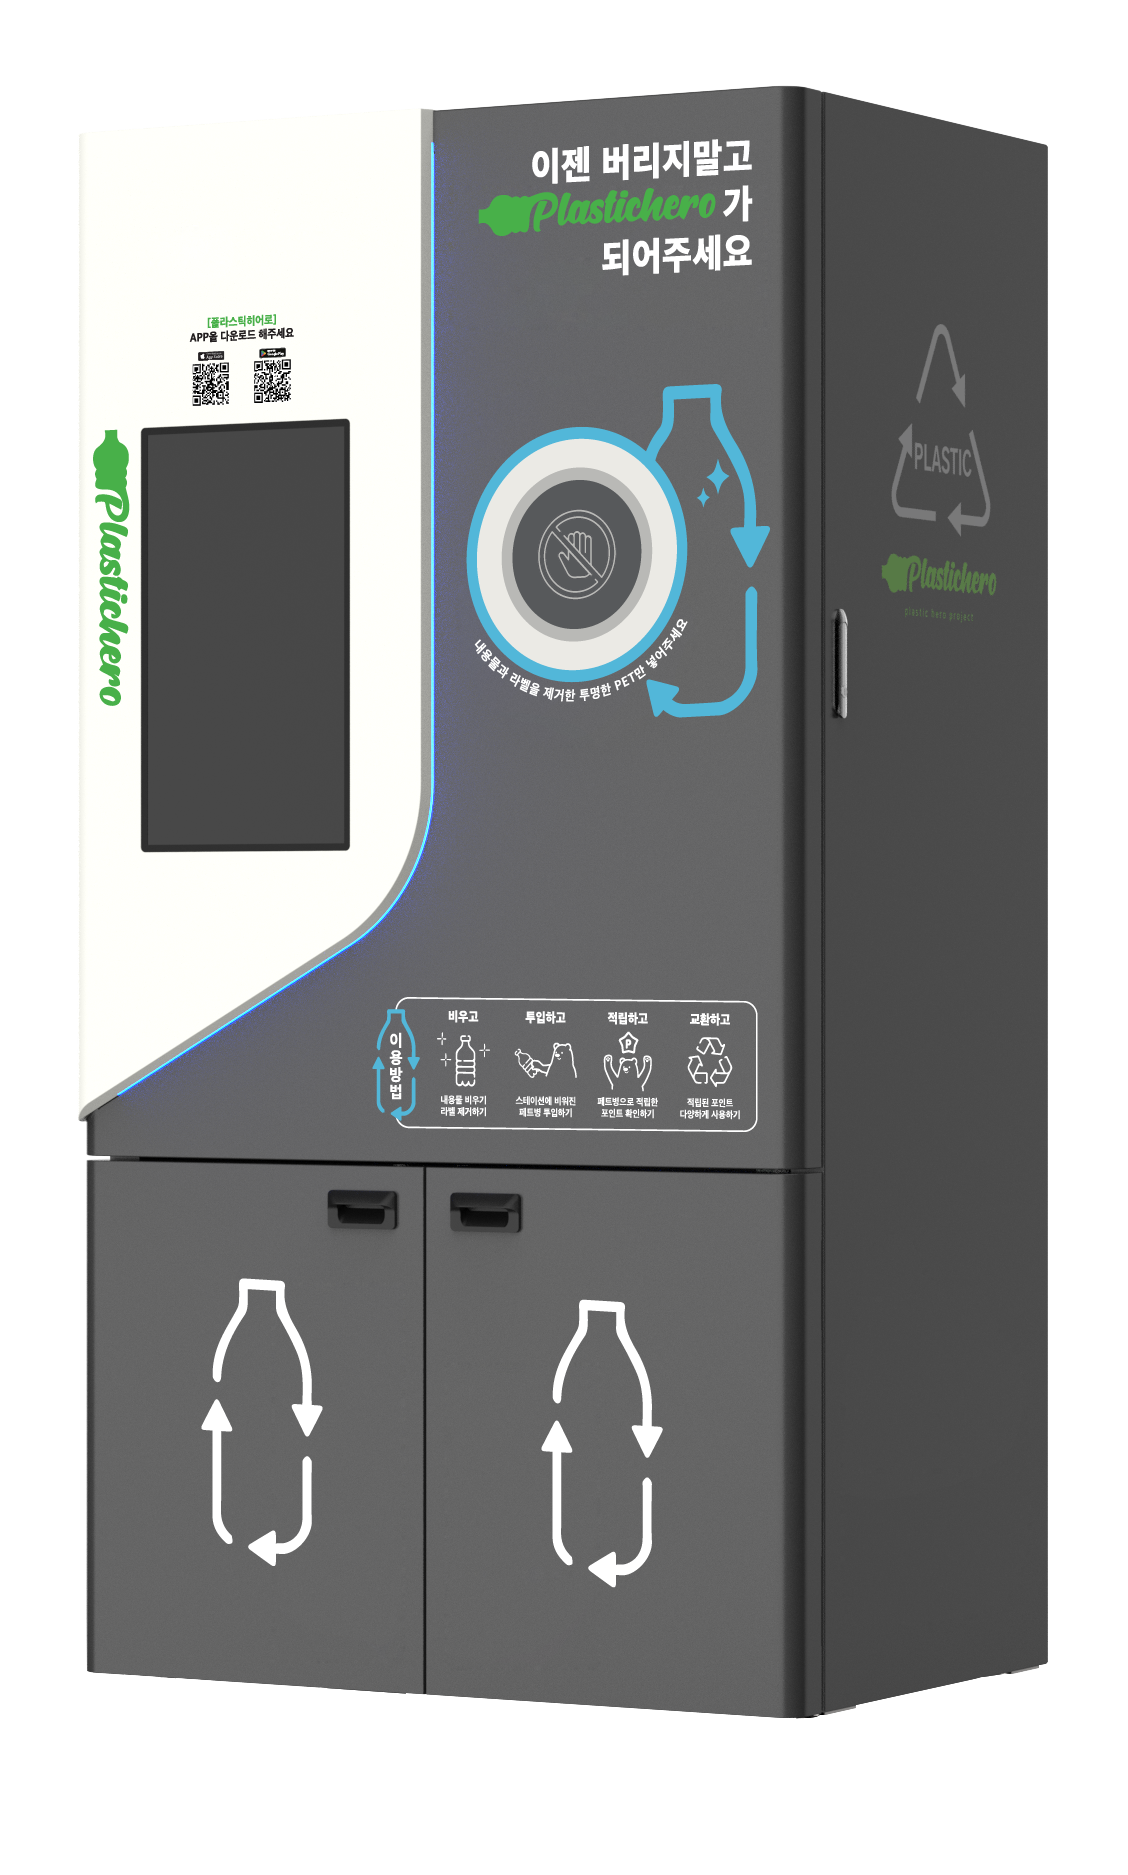 이젠 버리지말고
Plastichero 가
되어주세요
[플라스틱히어로]
APP을 다운로드 해주세요
App Store
Google Play
Plastichero
내용물과 라벨을 제거한 투명한 PET만 넣어주세요
PLASTIC
Plastichero
plastic hero project
이용방법
비우고
내용물 비우기
라벨 제거하기
투입하고
스테이션에 비워진
페트병 투입하기
적립하고
P
페트병으로 적립한
포인트 확인하기
교환하고
적립된 포인트
다양하게 사용하기